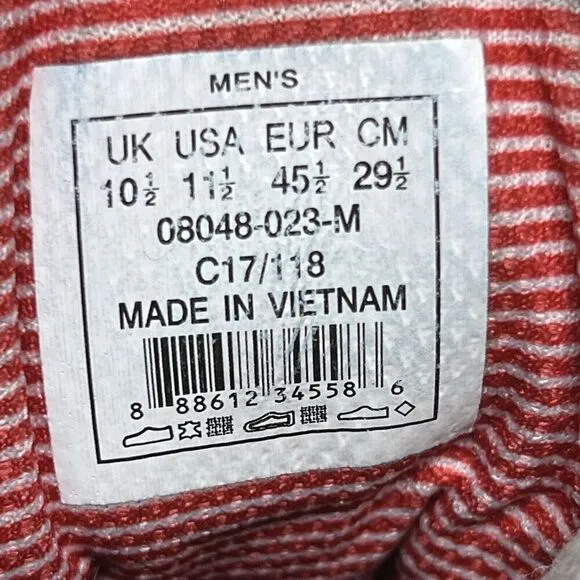 MEN'S
UK USA EUR CM
10½ 11½ 45½ 29½
08048-023-M
C17/118
MADE IN VIETNAM
8 88612 34558 6